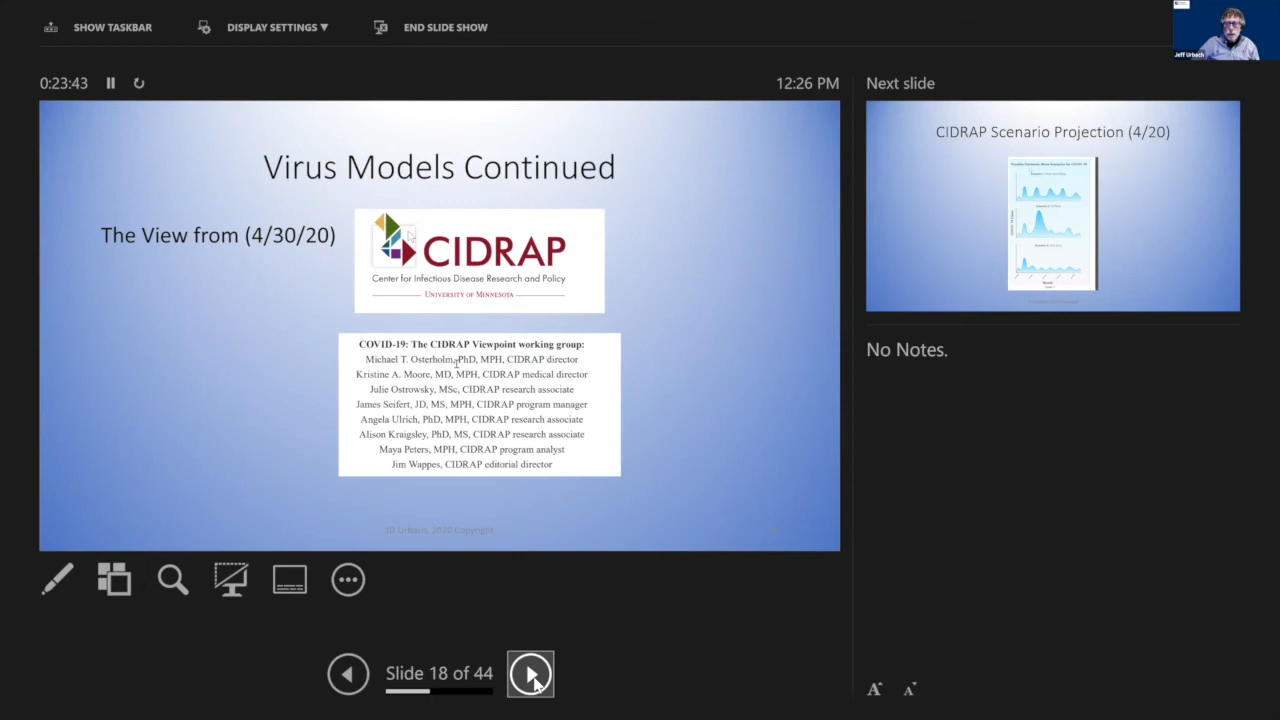 SHOW TASKBAR
DISPLAY SETTINGS ▼
END SLIDE SHOW
Jeff Urbach
0:23:43
12:26 PM
Next slide
Virus Models Continued
The View from (4/30/20)
CIDRAP
Center for Infectious Disease Research and Policy
UNIVERSITY OF MINNESOTA
COVID-19: The CIDRAP Viewpoint working group:
Michael T. Osterholm, PhD, MPH, CIDRAP director
Kristine A. Moore, MD, MPH, CIDRAP medical director
Julie Ostrowsky, MSc, CIDRAP research associate
James Seifert, JD, MS, MPH, CIDRAP program manager
Angela Ulrich, PhD, MPH, CIDRAP research associate
Alison Kraigsley, PhD, MS, CIDRAP research associate
Maya Peters, MPH, CIDRAP program analyst
Jim Wappes, CIDRAP editorial director
JD Urbach, 2020 Copyright
CIDRAP Scenario Projection (4/20)
No Notes.
Slide 18 of 44
A A